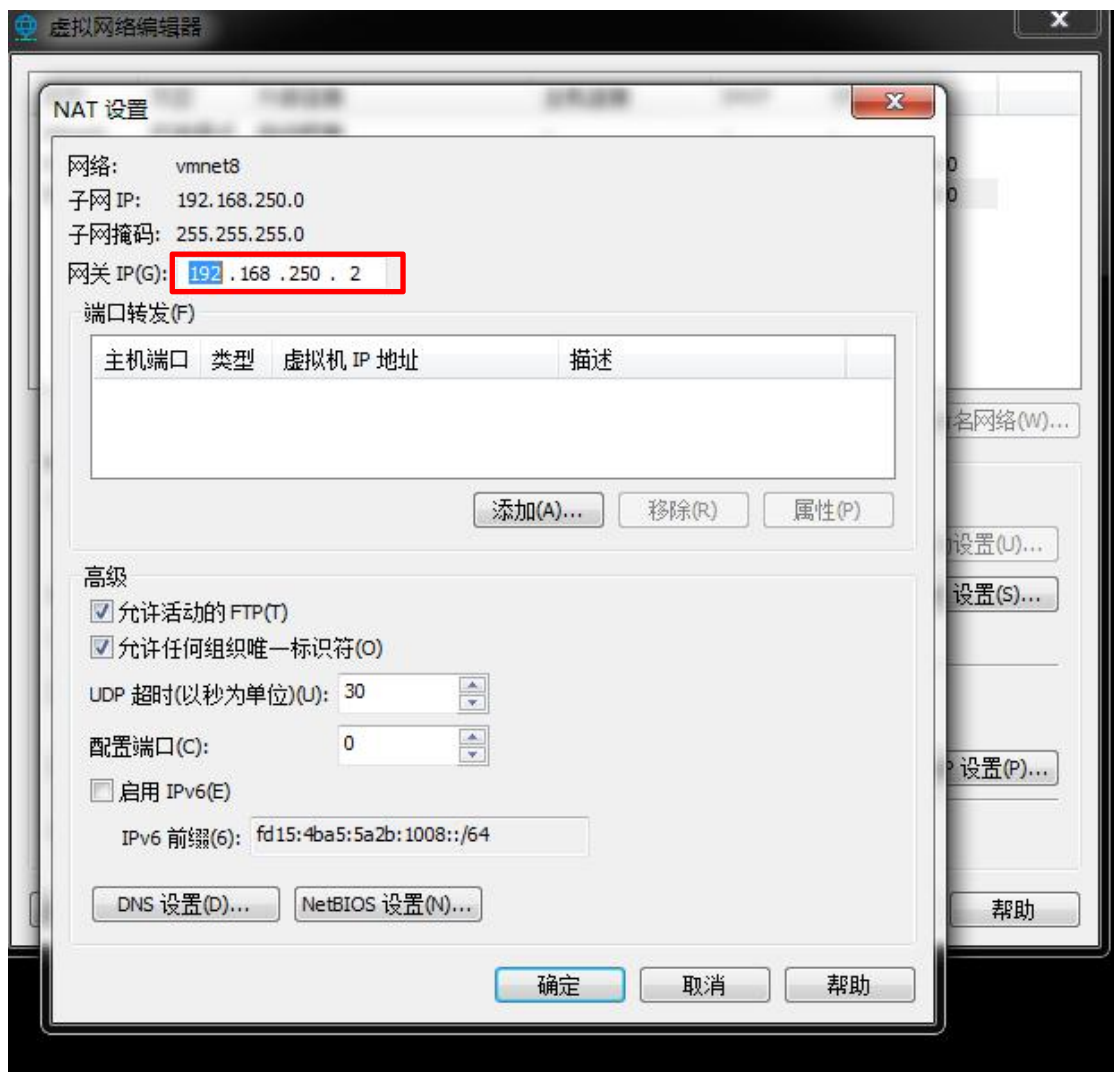 虚拟网络编辑器
NAT 设置
网络: vmnet8
子网 IP: 192.168.250.0
子网掩码: 255.255.255.0
网关 IP(G): 192 . 168 . 250 . 2
端口转发(F)
主机端口 类型 虚拟机 IP 地址 描述
添加(A)... 移除(R) 属性(P)
高级
允许活动的 FTP(T)
允许任何组织唯一标识符(O)
UDP 超时(以秒为单位)(U): 30
配置端口(C): 0
启用 IPv6(E)
IPv6 前缀(6): fd15:4ba5:5a2b:1008::/64
DNS 设置(D)... NetBIOS 设置(N)...
确定 取消 帮助
0
0
名网络(W)...
设置(U)...
设置(S)...
设置(P)...
帮助